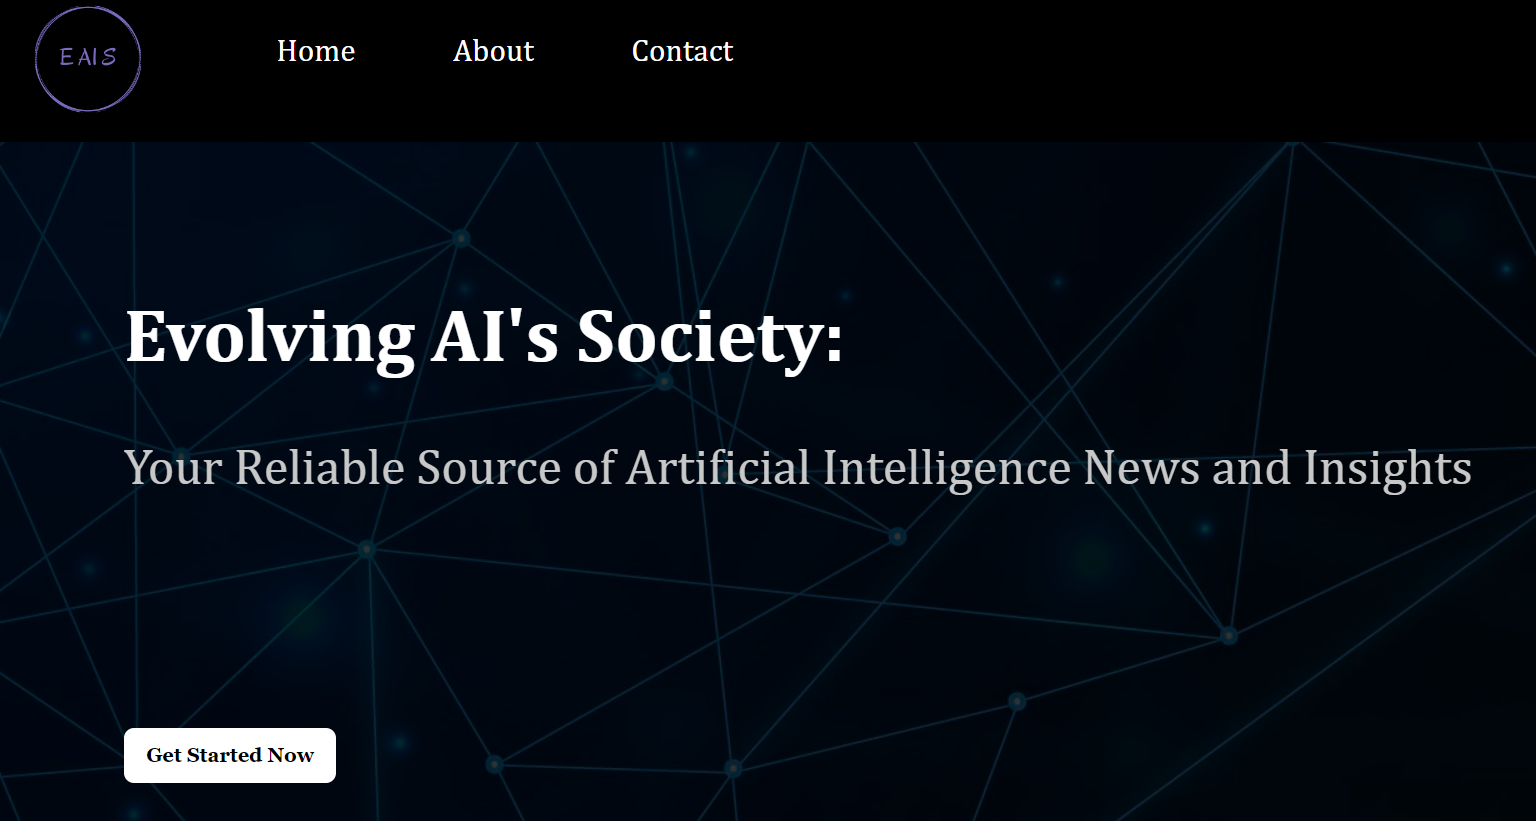 EAIS
Home About Contact
Evolving AI's Society:
Your Reliable Source of Artificial Intelligence News and Insights
Get Started Now